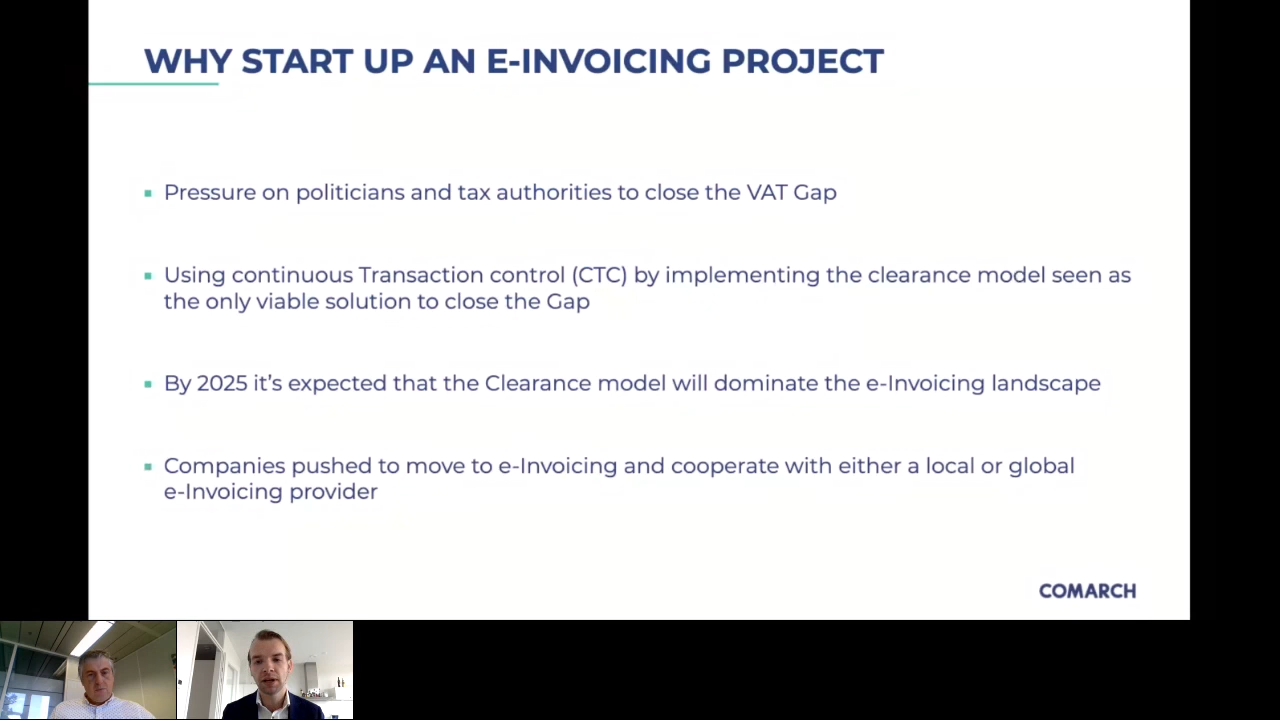 WHY START UP AN E-INVOICING PROJECT
Pressure on politicians and tax authorities to close the VAT Gap
Using continuous Transaction control (CTC) by implementing the clearance model seen as
the only viable solution to close the Gap
By 2025 it’s expected that the Clearance model will dominate the e-Invoicing landscape
Companies pushed to move to e-Invoicing and cooperate with either a local or global
e-Invoicing provider
COMARCH